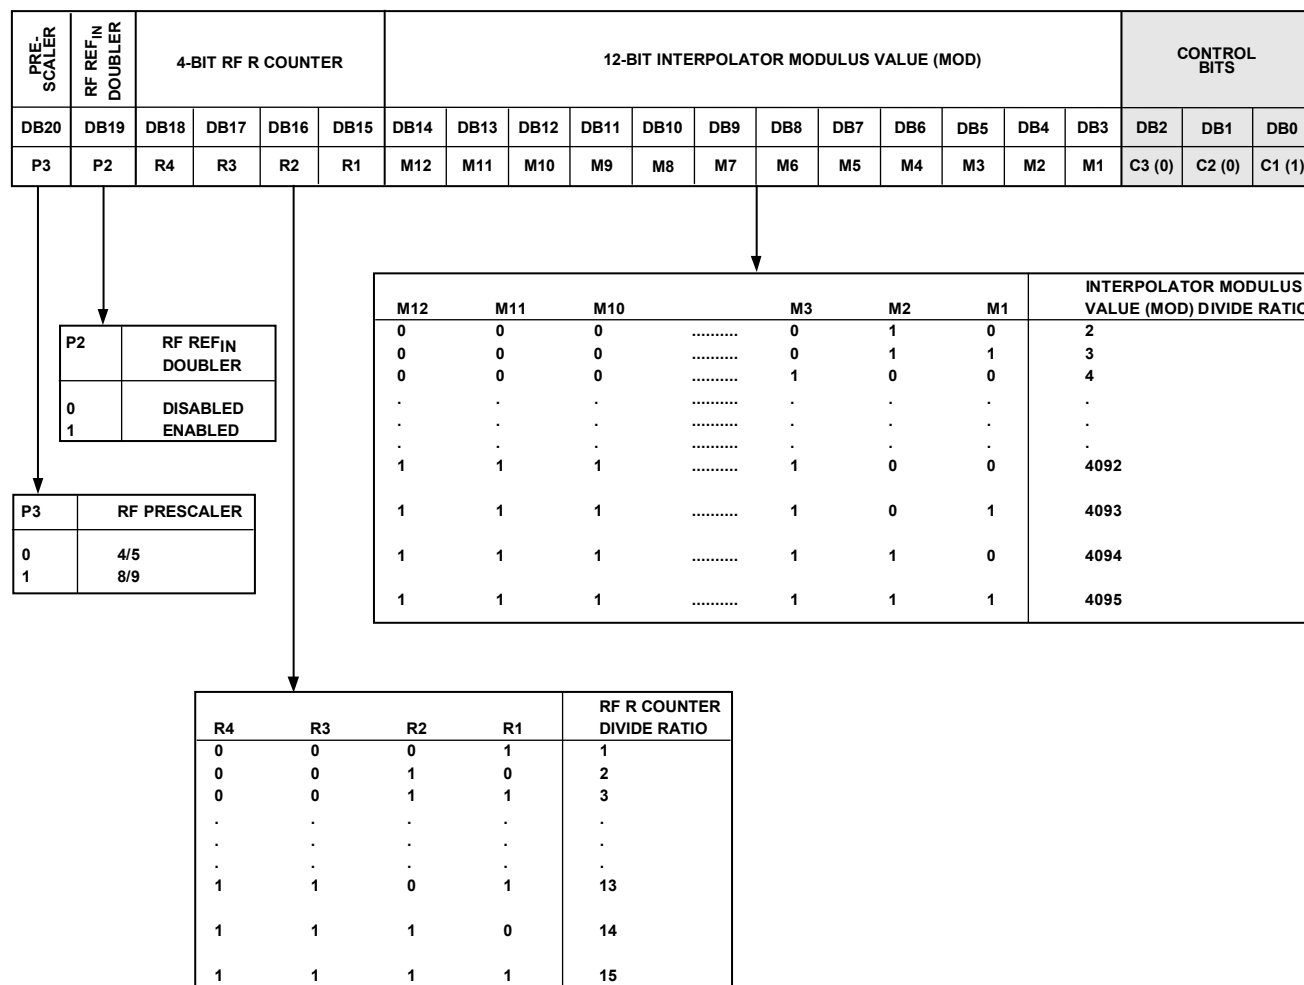 PRE-
SCALER
RF REFIN
DOUBLER
4-BIT RF R COUNTER
12-BIT INTERPOLATOR MODULUS VALUE (MOD)
CONTROL
BITS
DB20 DB19 DB18 DB17 DB16 DB15 DB14 DB13 DB12 DB11 DB10 DB9 DB8 DB7 DB6 DB5 DB4 DB3 DB2 DB1 DB0
P3 P2 R4 R3 R2 R1 M12 M11 M10 M9 M8 M7 M6 M5 M4 M3 M2 M1 C3 (0) C2 (0) C1 (1)
INTERPOLATOR MODULUS
M12 M11 M10 M3 M2 M1 VALUE (MOD) DIVIDE RATIO
0 0 0 .......... 0 1 0 2
0 0 0 .......... 0 1 1 3
0 0 0 .......... 1 0 0 4
. . . .......... . . . .
. . . .......... . . . .
. . . .......... . . . .
1 1 1 .......... 1 0 0 4092
1 1 1 .......... 1 0 1 4093
1 1 1 .......... 1 1 0 4094
1 1 1 .......... 1 1 1 4095
P2 RF REFIN
DOUBLER
0 DISABLED
1 ENABLED
P3 RF PRESCALER
0 4/5
1 8/9
RF R COUNTER
R4 R3 R2 R1 DIVIDE RATIO
0 0 0 1 1
0 0 1 0 2
0 0 1 1 3
. . . . .
. . . . .
. . . . .
1 1 0 1 13
1 1 1 0 14
1 1 1 1 15